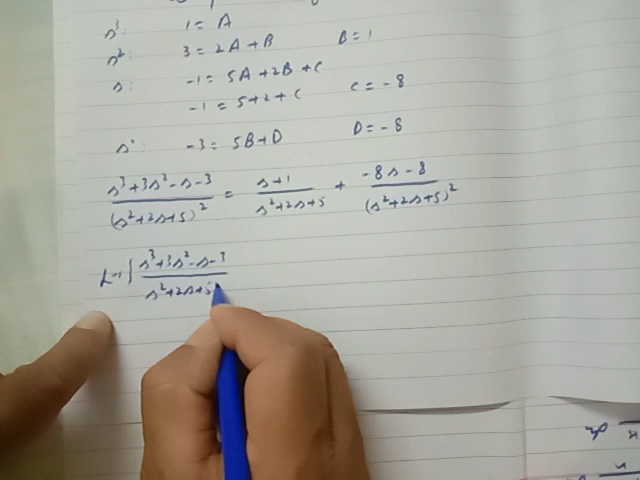 s³: 1 = A
s²: 3 = 2A + B B = 1
s: -1 = 5A + 2B + C
-1 = 5 + 2 + C C = -8
s°: -3 = 5B + D D = -8
(s³+3s²-s-3)/(s²+2s+5)² = (s+1)/(s²+2s+5) + (-8s-8)/(s²+2s+5)²
L⁻¹{(s³+3s²-s-3)/(s²+2s+5